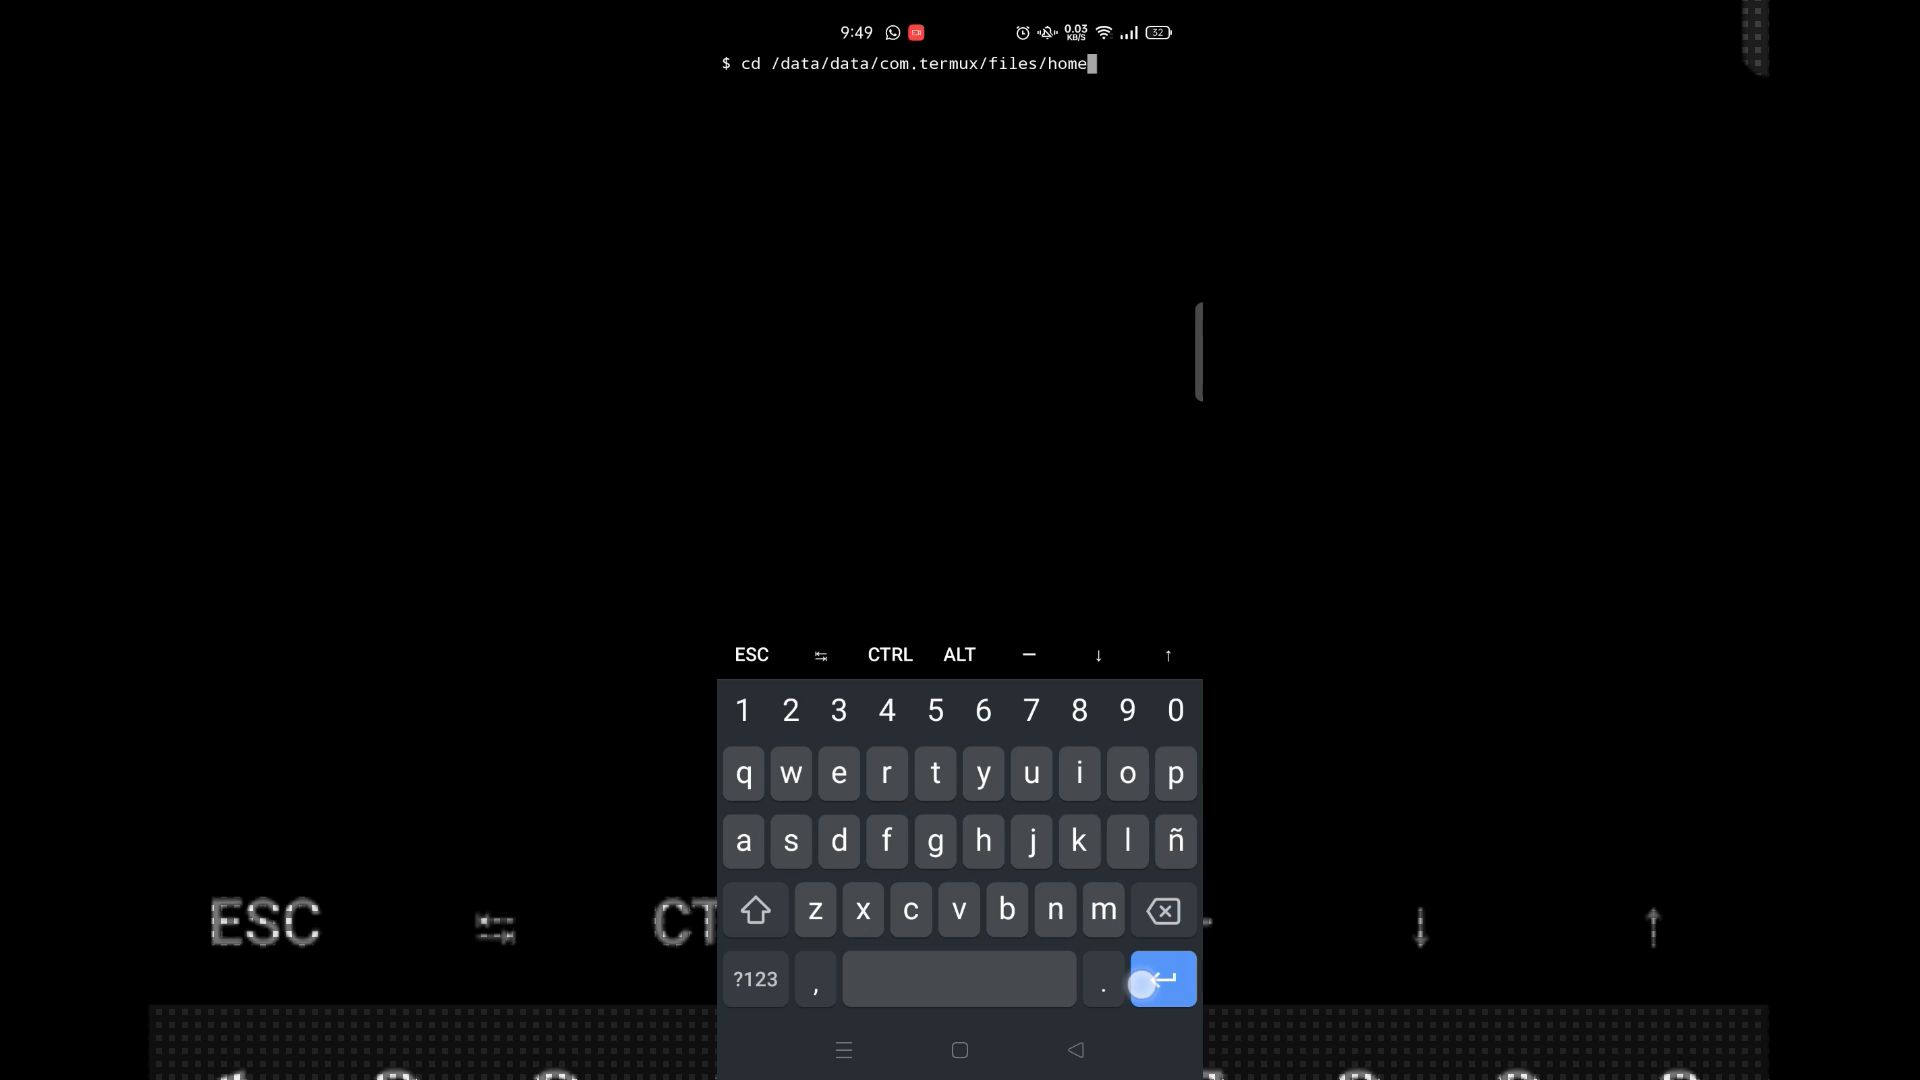 9:49 0.03 KB/S 32
$ cd /data/data/com.termux/files/home
ESC ⇆ CTRL ALT — ↓ ↑
1 2 3 4 5 6 7 8 9 0
q w e r t y u i o p
a s d f g h j k l ñ
z x c v b n m
?123 , .
ESC ⇆ CT ↓ ↑